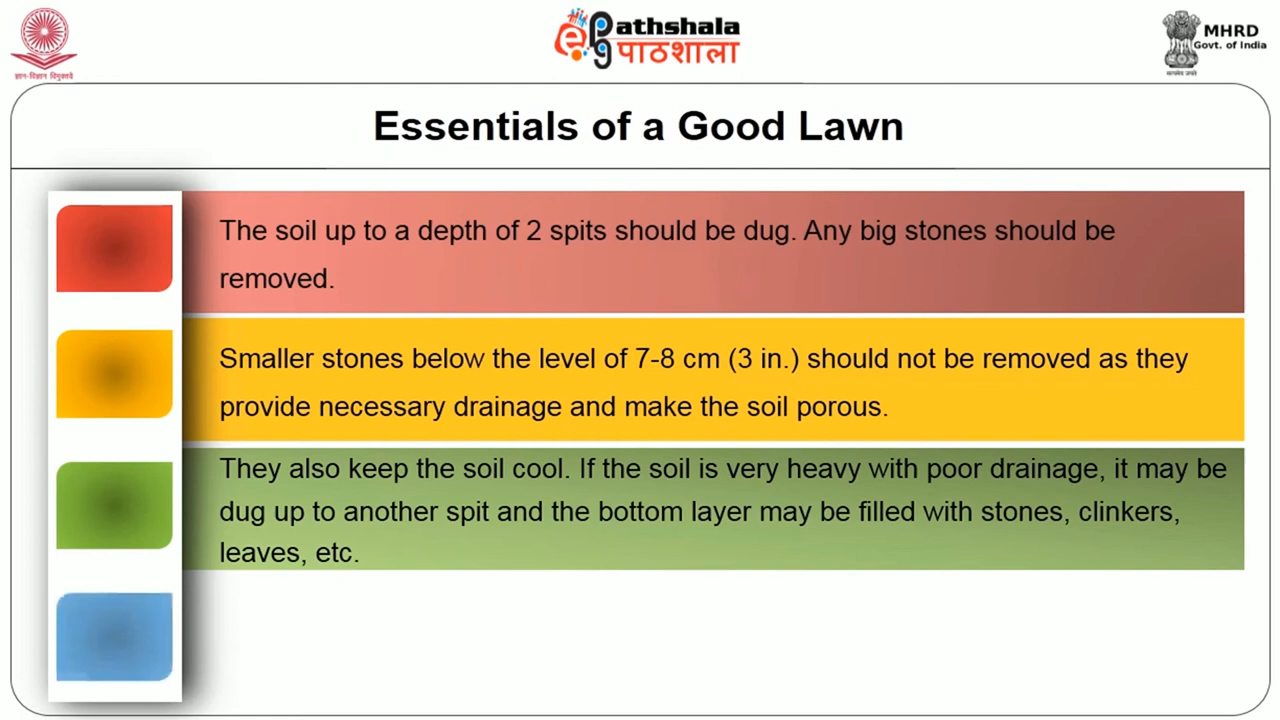 ज्ञान-विज्ञान विमुक्तये
e Pathshala
पाठशाला
MHRD
Govt. of India
सत्यमेव जयते
Essentials of a Good Lawn
The soil up to a depth of 2 spits should be dug. Any big stones should be
removed.
Smaller stones below the level of 7-8 cm (3 in.) should not be removed as they
provide necessary drainage and make the soil porous.
They also keep the soil cool. If the soil is very heavy with poor drainage, it may be
dug up to another spit and the bottom layer may be filled with stones, clinkers,
leaves, etc.